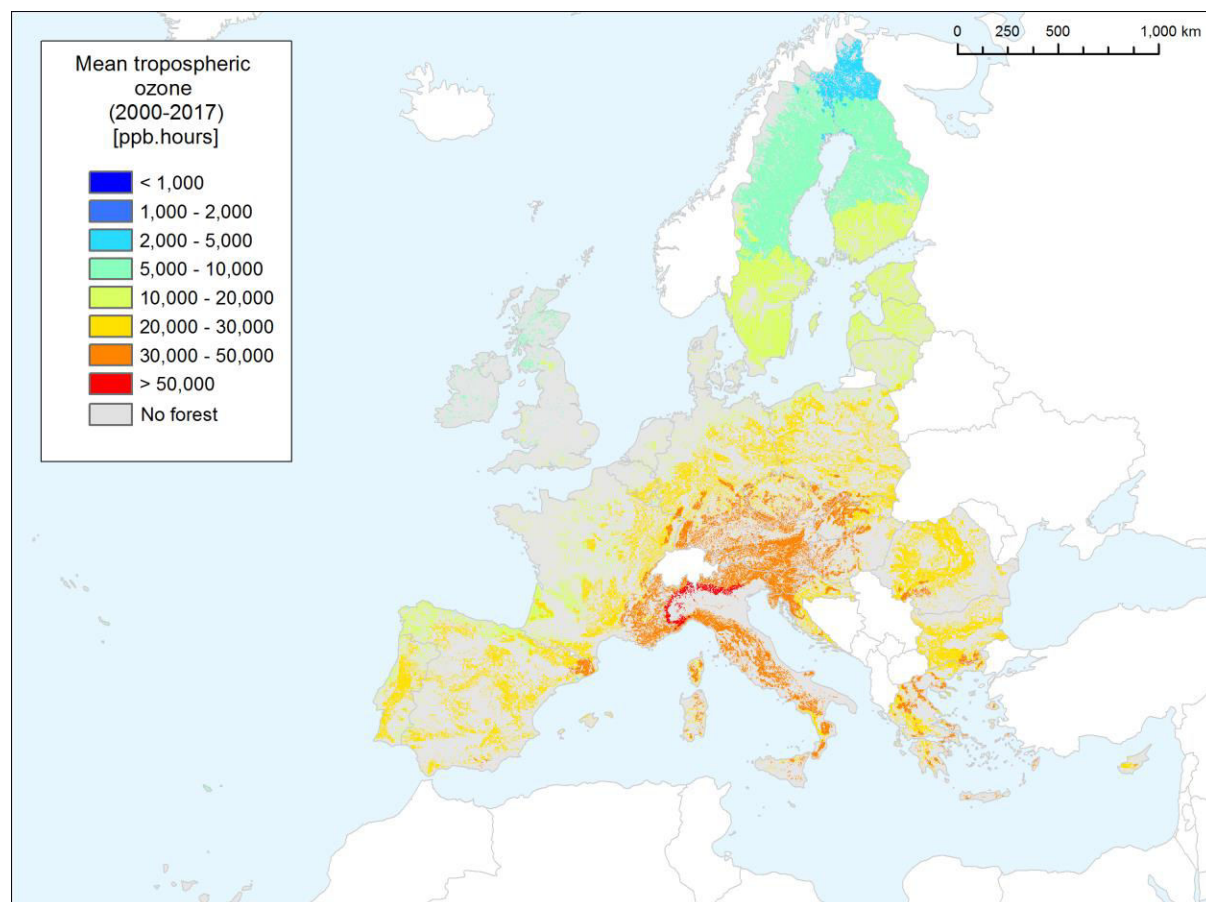 Mean tropospheric
ozone
(2000-2017)
[ppb.hours]
< 1,000
1,000 - 2,000
2,000 - 5,000
5,000 - 10,000
10,000 - 20,000
20,000 - 30,000
30,000 - 50,000
> 50,000
No forest
0 250 500 1,000 km